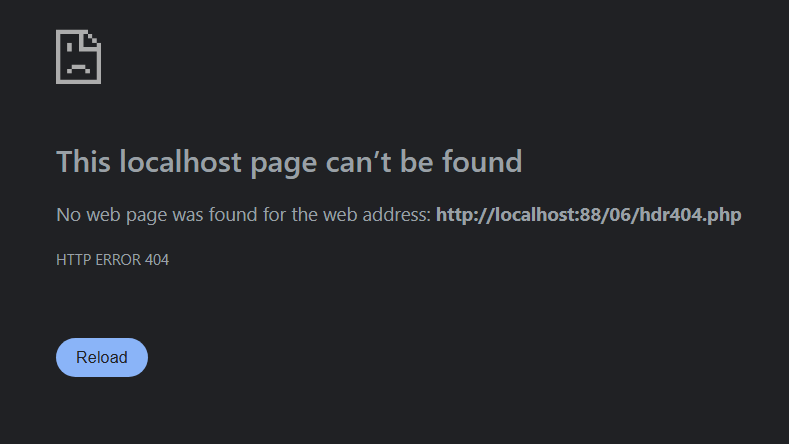 This localhost page can’t be found
No web page was found for the web address: http://localhost:88/06/hdr404.php
HTTP ERROR 404
Reload